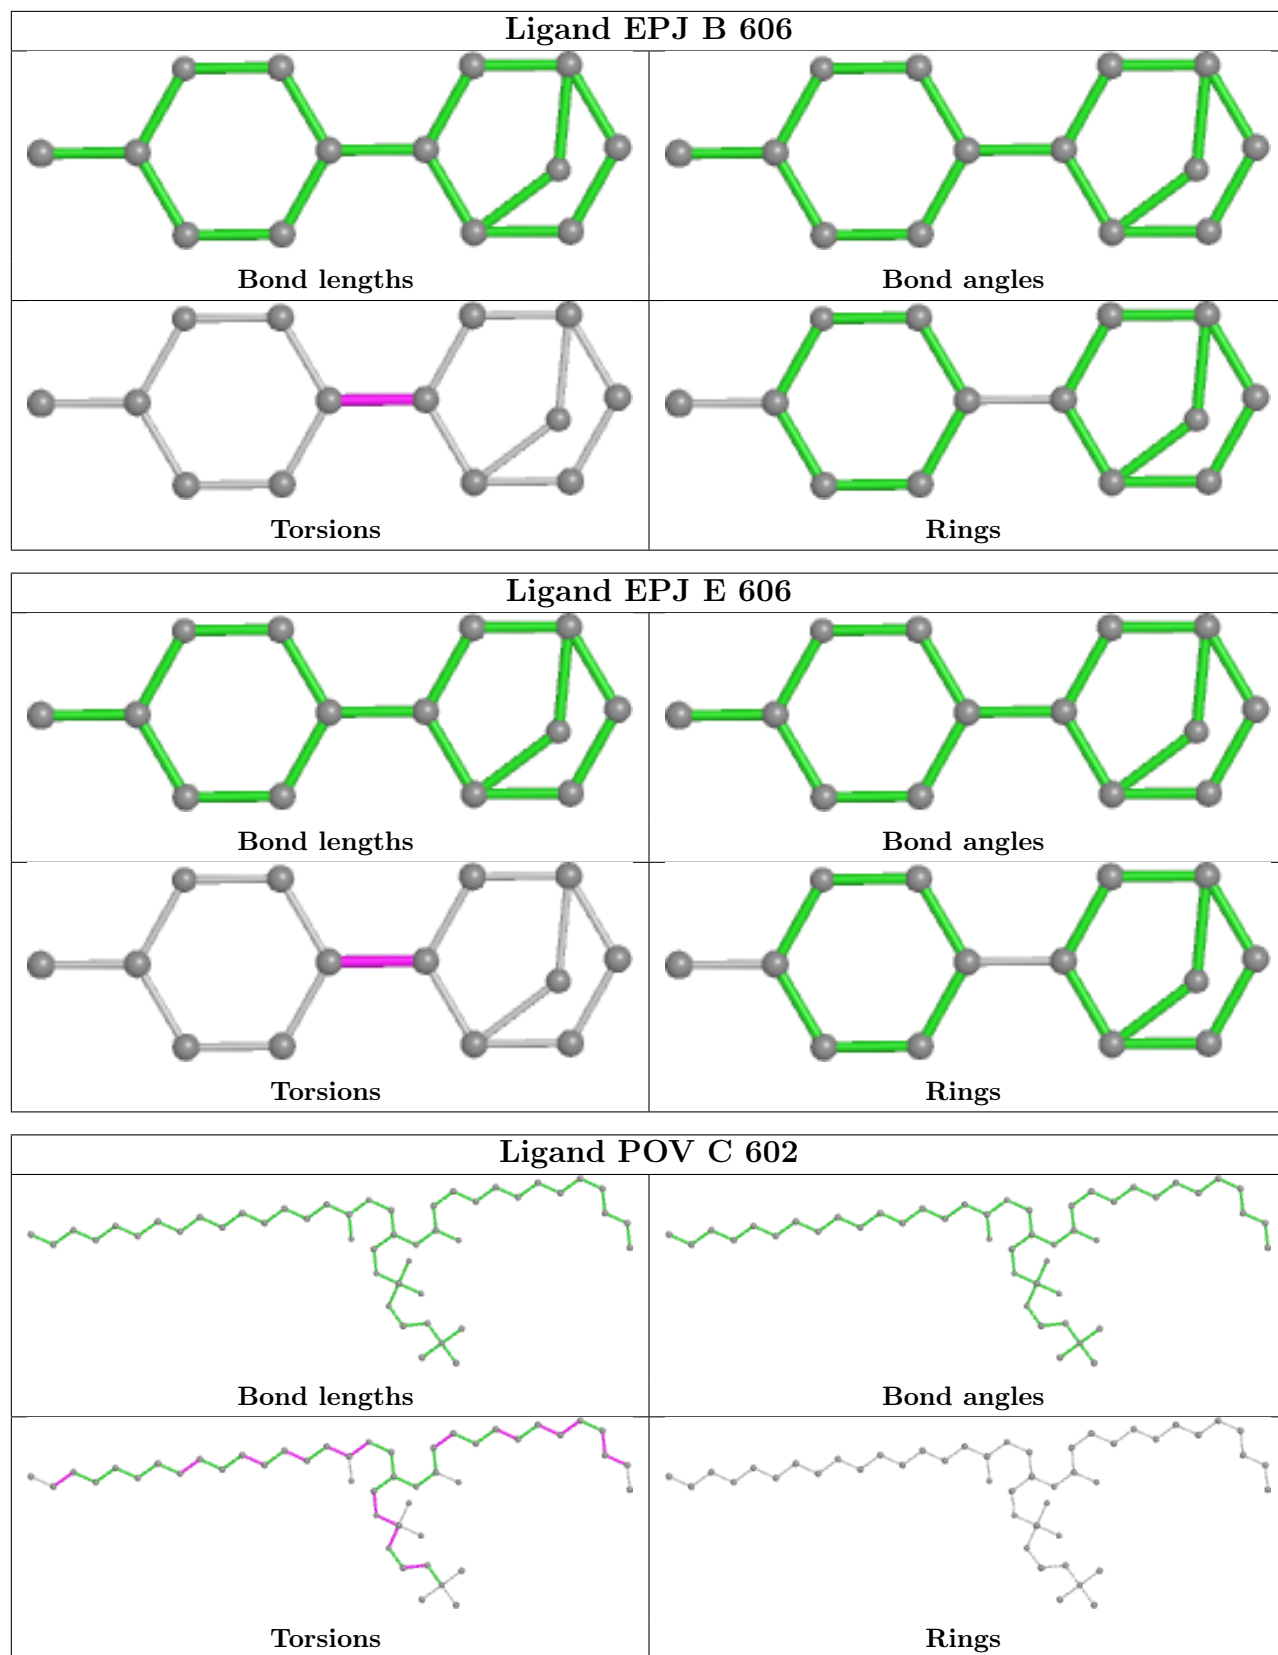 Ligand EPJ B 606
Bond lengths
Bond angles
Torsions
Rings
Ligand EPJ E 606
Bond lengths
Bond angles
Torsions
Rings
Ligand POV C 602
Bond lengths
Bond angles
Torsions
Rings